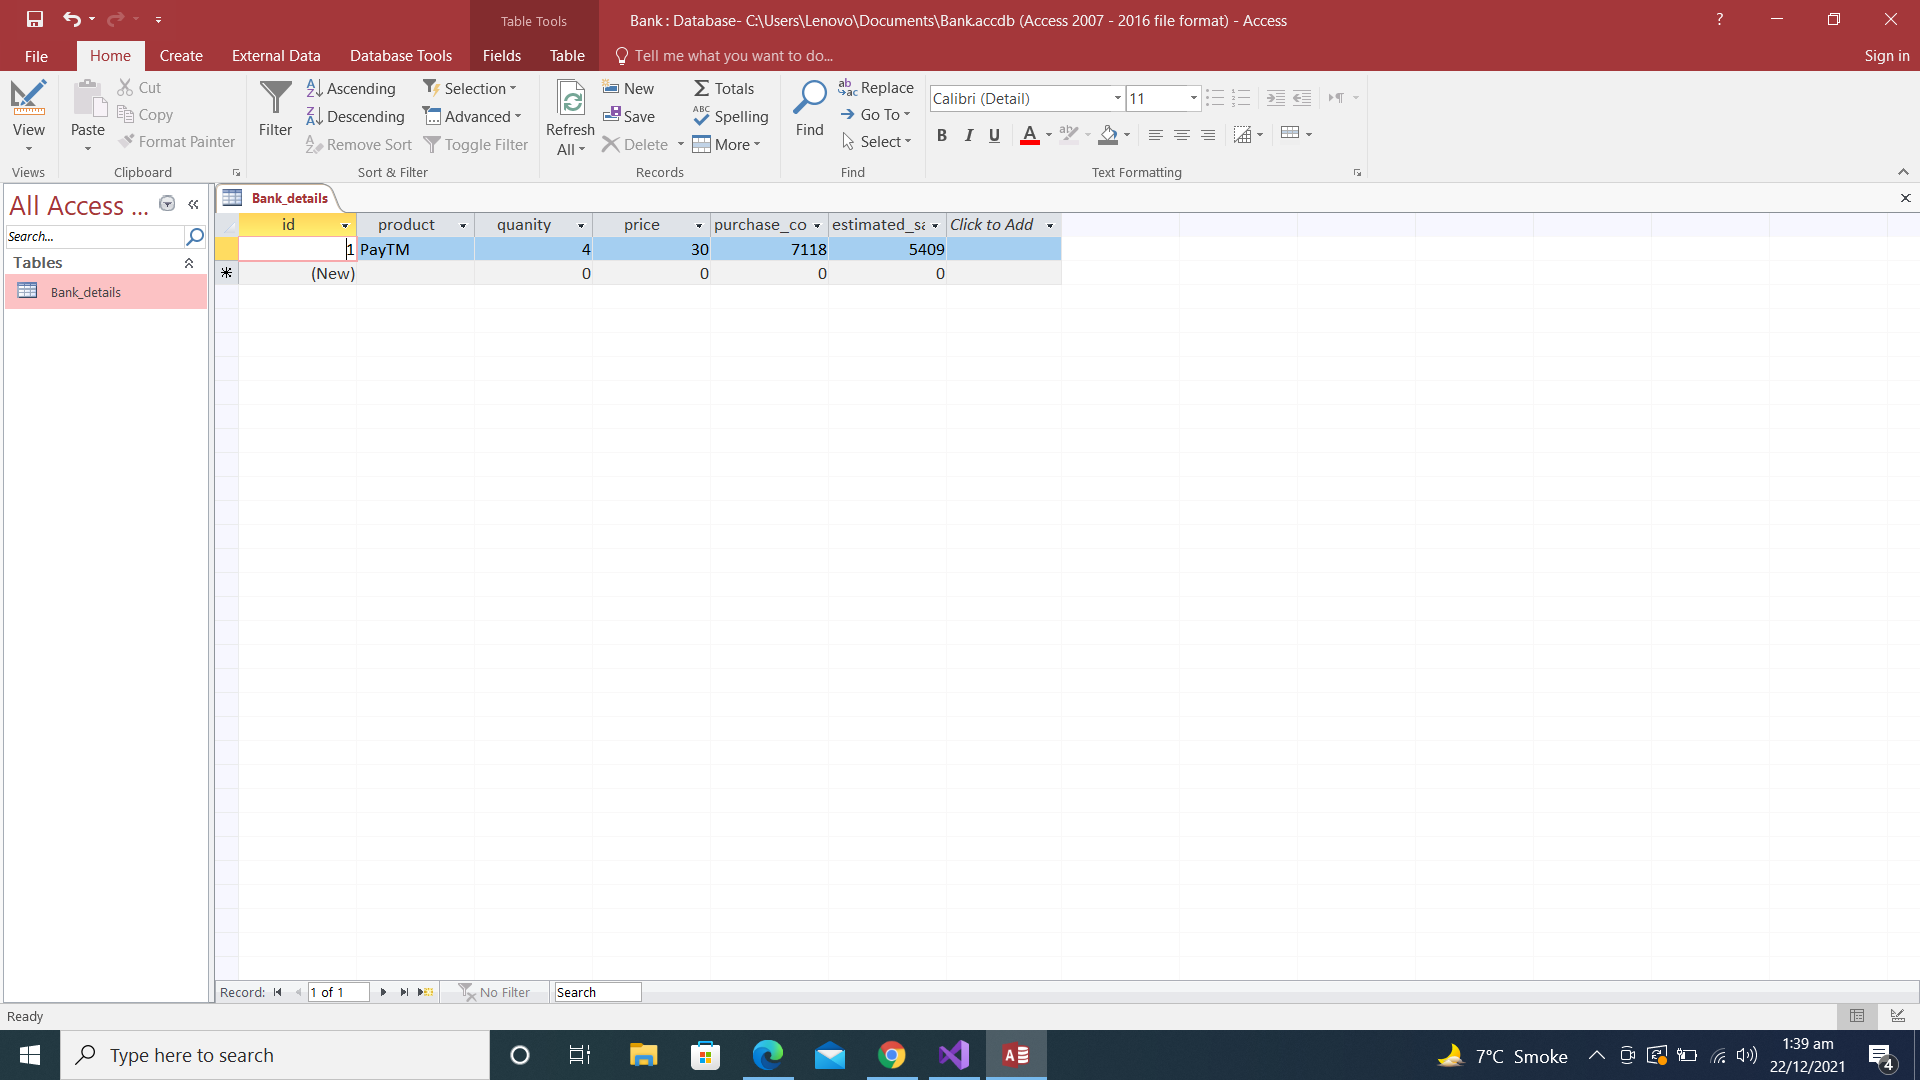 Table Tools
Bank : Database- C:\Users\Lenovo\Documents\Bank.accdb (Access 2007 - 2016 file format) - Access
?
File Home Create External Data Database Tools Fields Table Tell me what you want to do... Sign in
View
Views
Paste
Cut
Copy
Format Painter
Clipboard
Filter
Ascending
Descending
Remove Sort
Selection
Advanced
Toggle Filter
Sort & Filter
Refresh
All
New
Save
Delete
Totals
Spelling
More
Records
Find
Replace
Go To
Select
Find
Calibri (Detail) 11
B I U A
Text Formatting
All Access ...
Search...
Tables
Bank_details
Bank_details
id product quanity price purchase_co estimated_sa Click to Add
1 PayTM 4 30 7118 5409
(New) 0 0 0 0
Record: 1 of 1 No Filter Search
Ready
Type here to search
7°C Smoke
1:39 am
22/12/2021
4